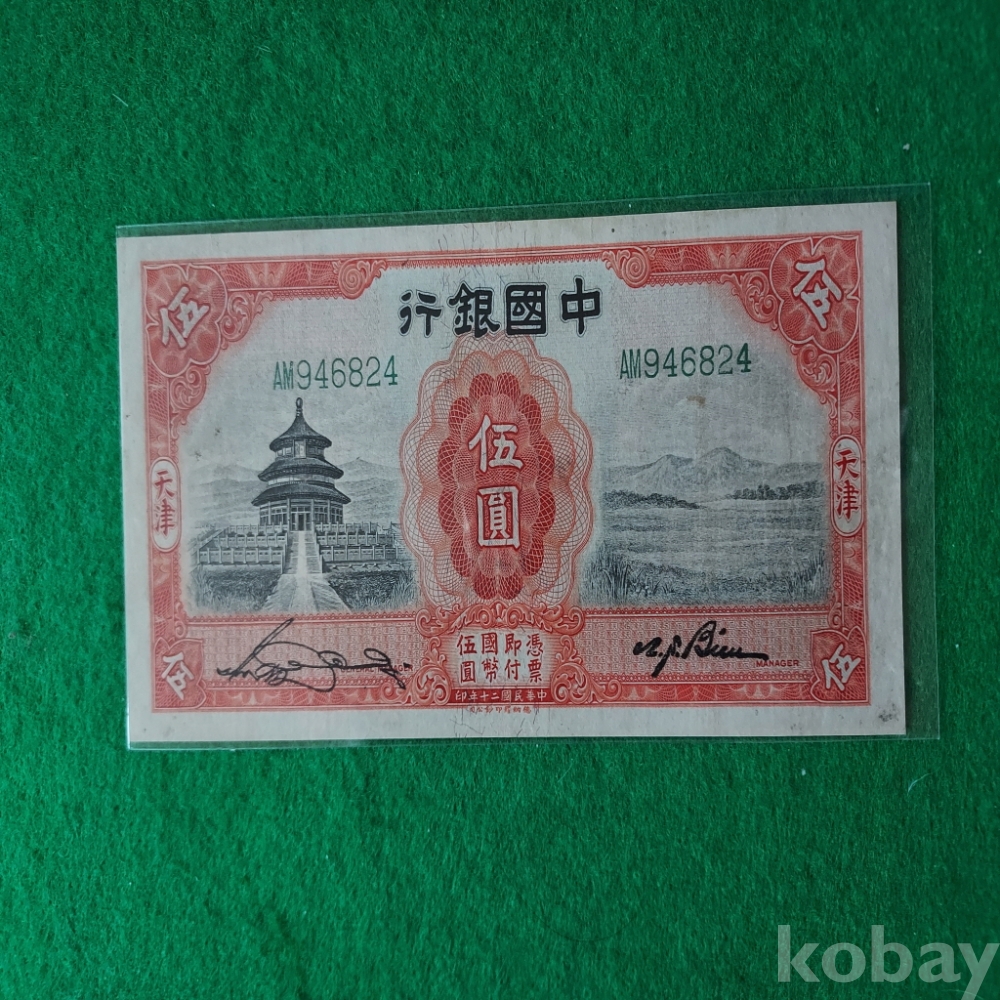 中國銀行
伍
伍
AM946824
AM946824
伍圓
天津
天津
憑票
即付
國幣
伍圓
MANAGER
中華民國二十年印
伍
伍
kobay